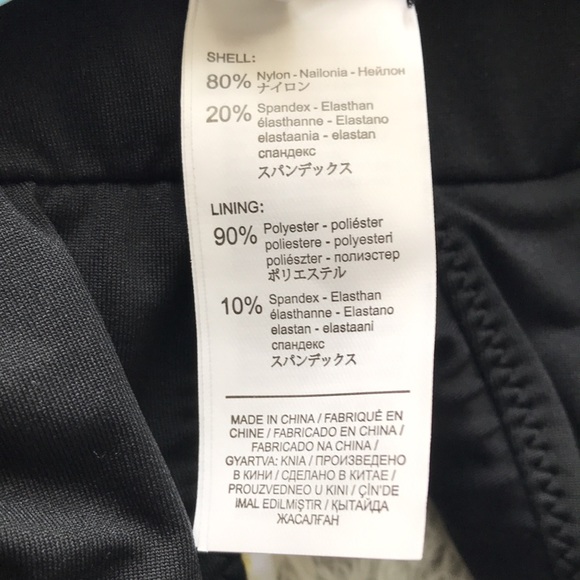 SHELL:
80% Nylon - Nailonia - Нейлон
ナイロン
20% Spandex - Elasthan
élasthanne - Elastano
elastaania - elastan
спандекс
スパンデックス
LINING:
90% Polyester - poliéster
poliestere - polyesteri
poliészter - полиэстер
ポリエステル
10% Spandex - Elasthan
élasthanne - Elastano
elastan - elastaani
спандекс
スパンデックス
MADE IN CHINA / FABRIQUÉ EN
CHINE / FABRICADO EN CHINA /
FABRICADO NA CHINA /
GYARTVA: KNIA / ПРОИЗВЕДЕНО
В КИНИ / СДЕЛАНО В КИТАЕ /
PROUZVEDNEO U KINI / ÇİN'DE
IMAL EDILMIŞTIR / ҚЫТАЙДА
ЖАСАЛҒАН